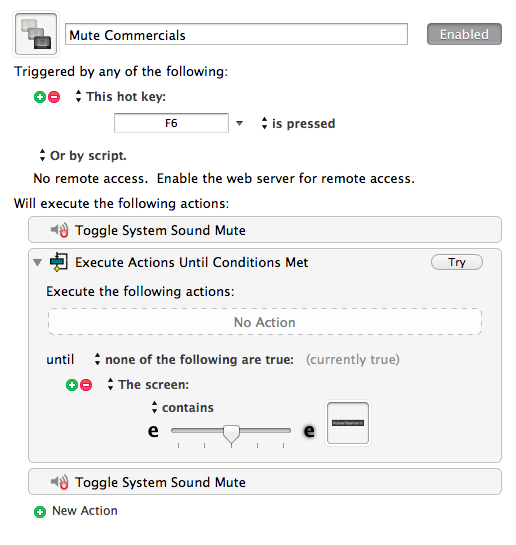 Mute Commercials
Enabled
Triggered by any of the following:
This hot key:
F6
is pressed
Or by script.
No remote access. Enable the web server for remote access.
Will execute the following actions:
Toggle System Sound Mute
Execute Actions Until Conditions Met
Try
Execute the following actions:
No Action
until none of the following are true: (currently true)
The screen:
contains
e e
Advertisement
Toggle System Sound Mute
New Action